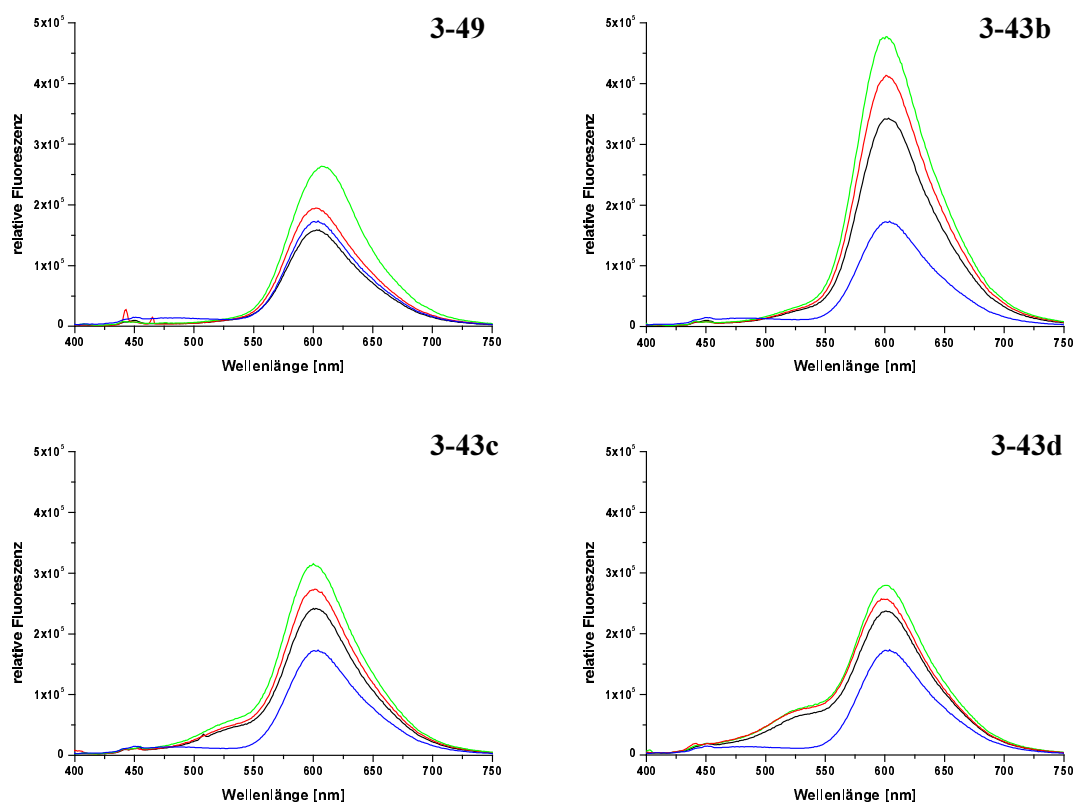 3-49
5x10⁵
4x10⁵
3x10⁵
2x10⁵
1x10⁵
0
relative Fluoreszenz
400 450 500 550 600 650 700 750
Wellenlänge [nm]
3-43b
5x10⁵
4x10⁵
3x10⁵
2x10⁵
1x10⁵
0
relative Fluoreszenz
400 450 500 550 600 650 700 750
Wellenlänge [nm]
3-43c
5x10⁵
4x10⁵
3x10⁵
2x10⁵
1x10⁵
0
relative Fluoreszenz
400 450 500 550 600 650 700 750
Wellenlänge [nm]
3-43d
5x10⁵
4x10⁵
3x10⁵
2x10⁵
1x10⁵
0
relative Fluoreszenz
400 450 500 550 600 650 700 750
Wellenlänge [nm]